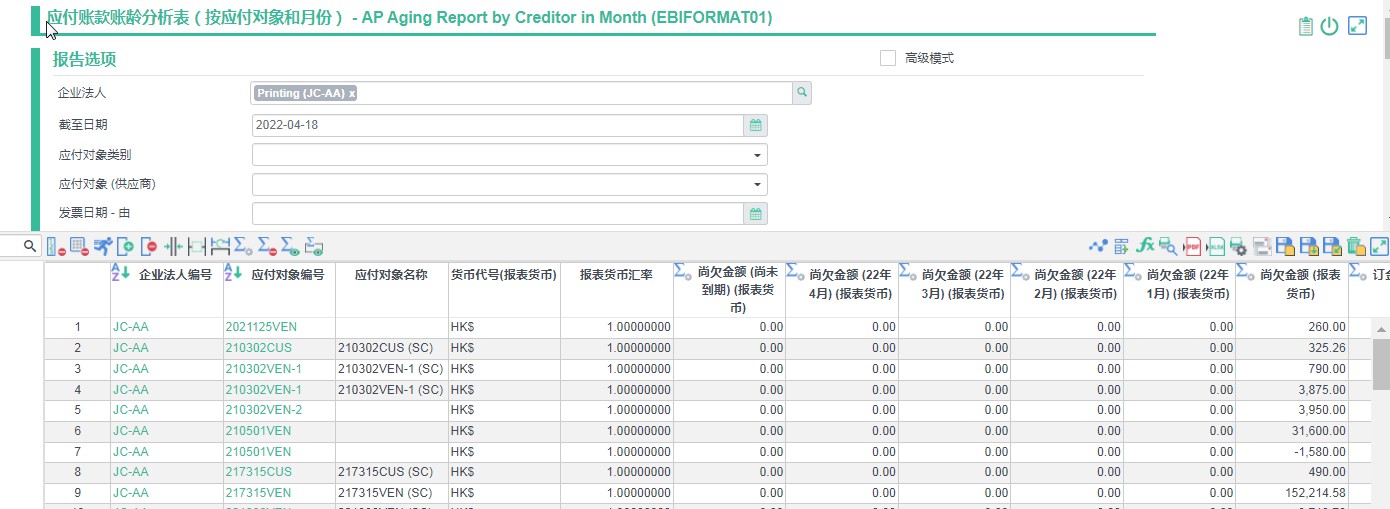 应付账款账龄分析表（按应付对象和月份） - AP Aging Report by Creditor in Month (EBIFORMAT01)
报告选项
高级模式
企业法人
Printing (JC-AA) x
截至日期
2022-04-18
应付对象类别
应付对象 (供应商)
发票日期 - 由
企业法人编号 应付对象编号 应付对象名称 货币代号(报表货币) 报表货币汇率 尚欠金额 (尚未到期) (报表货币) 尚欠金额 (22年4月) (报表货币) 尚欠金额 (22年3月) (报表货币) 尚欠金额 (22年2月) (报表货币) 尚欠金额 (22年1月) (报表货币) 尚欠金额 (报表货币)
1 JC-AA 2021125VEN HK$ 1.00000000 0.00 0.00 0.00 0.00 0.00 260.00
2 JC-AA 210302CUS 210302CUS (SC) HK$ 1.00000000 0.00 0.00 0.00 0.00 0.00 325.26
3 JC-AA 210302VEN-1 210302VEN-1 (SC) HK$ 1.00000000 0.00 0.00 0.00 0.00 0.00 790.00
4 JC-AA 210302VEN-1 210302VEN-1 (SC) HK$ 1.00000000 0.00 0.00 0.00 0.00 0.00 3,875.00
5 JC-AA 210302VEN-2 HK$ 1.00000000 0.00 0.00 0.00 0.00 0.00 3,950.00
6 JC-AA 210501VEN HK$ 1.00000000 0.00 0.00 0.00 0.00 0.00 31,600.00
7 JC-AA 210501VEN HK$ 1.00000000 0.00 0.00 0.00 0.00 0.00 -1,580.00
8 JC-AA 217315CUS 217315CUS (SC) HK$ 1.00000000 0.00 0.00 0.00 0.00 0.00 490.00
9 JC-AA 217315VEN 217315VEN (SC) HK$ 1.00000000 0.00 0.00 0.00 0.00 0.00 152,214.58